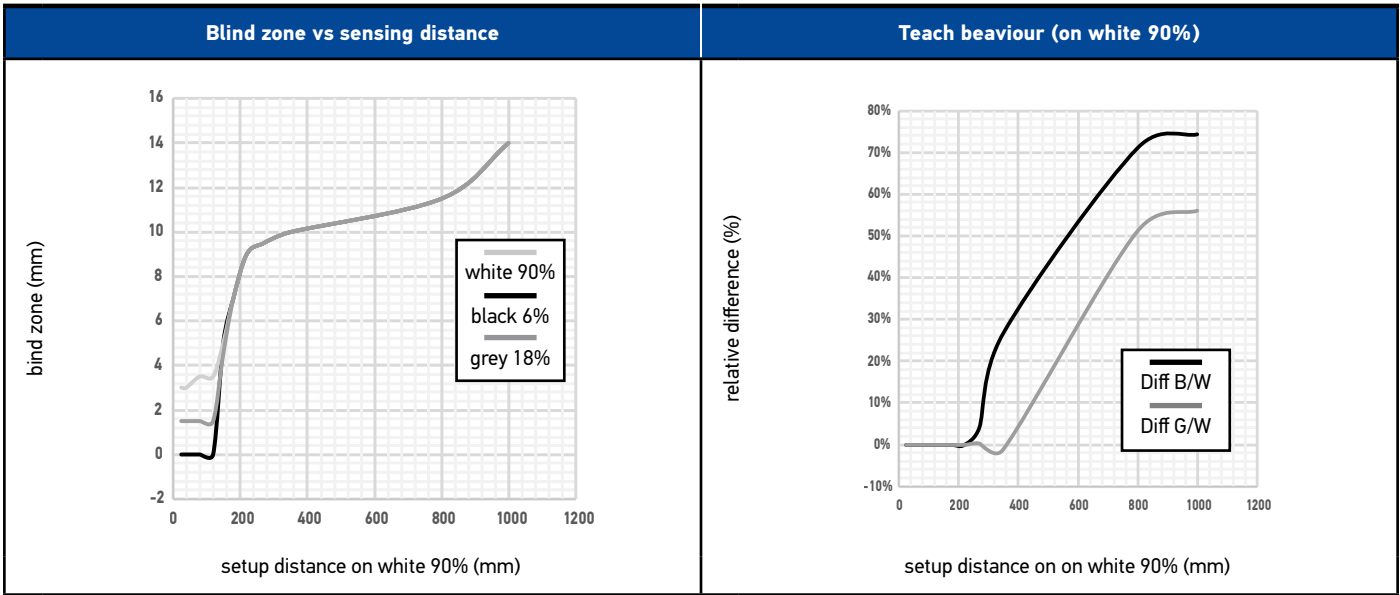 Blind zone vs sensing distance
16
14
12
10
8
6
4
2
0
-2
0 200 400 600 800 1000 1200
bind zone (mm)
setup distance on white 90% (mm)
white 90%
black 6%
grey 18%
Teach beaviour (on white 90%)
80%
70%
60%
50%
40%
30%
20%
10%
0%
-10%
0 200 400 600 800 1000 1200
relative difference (%)
setup distance on on white 90% (mm)
Diff B/W
Diff G/W